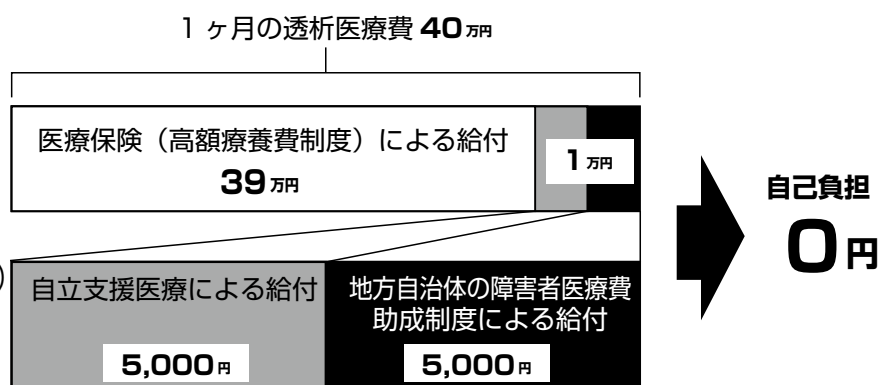 1ヶ月の透析医療費 40万円
医療保険（高額療養費制度）による給付
39万円
1万円
自己負担
0円
)
自立支援医療による給付
5,000円
地方自治体の障害者医療費
助成制度による給付
5,000円